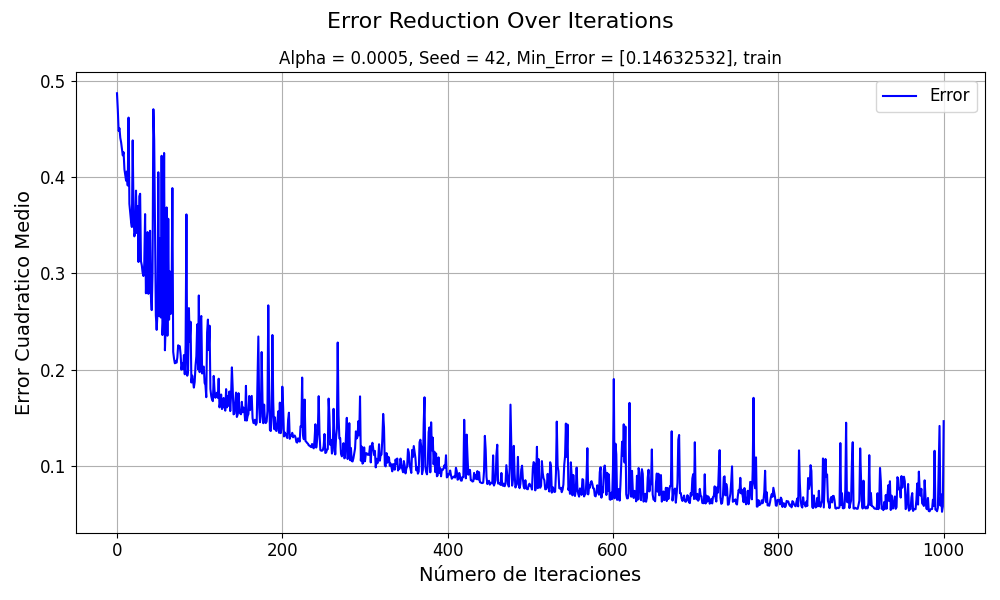 Error Reduction Over Iterations
Alpha = 0.0005, Seed = 42, Min_Error = [0.14632532], train
Error
0.5
0.4
0.3
0.2
0.1
Error Cuadratico Medio
0 200 400 600 800 1000
Número de Iteraciones